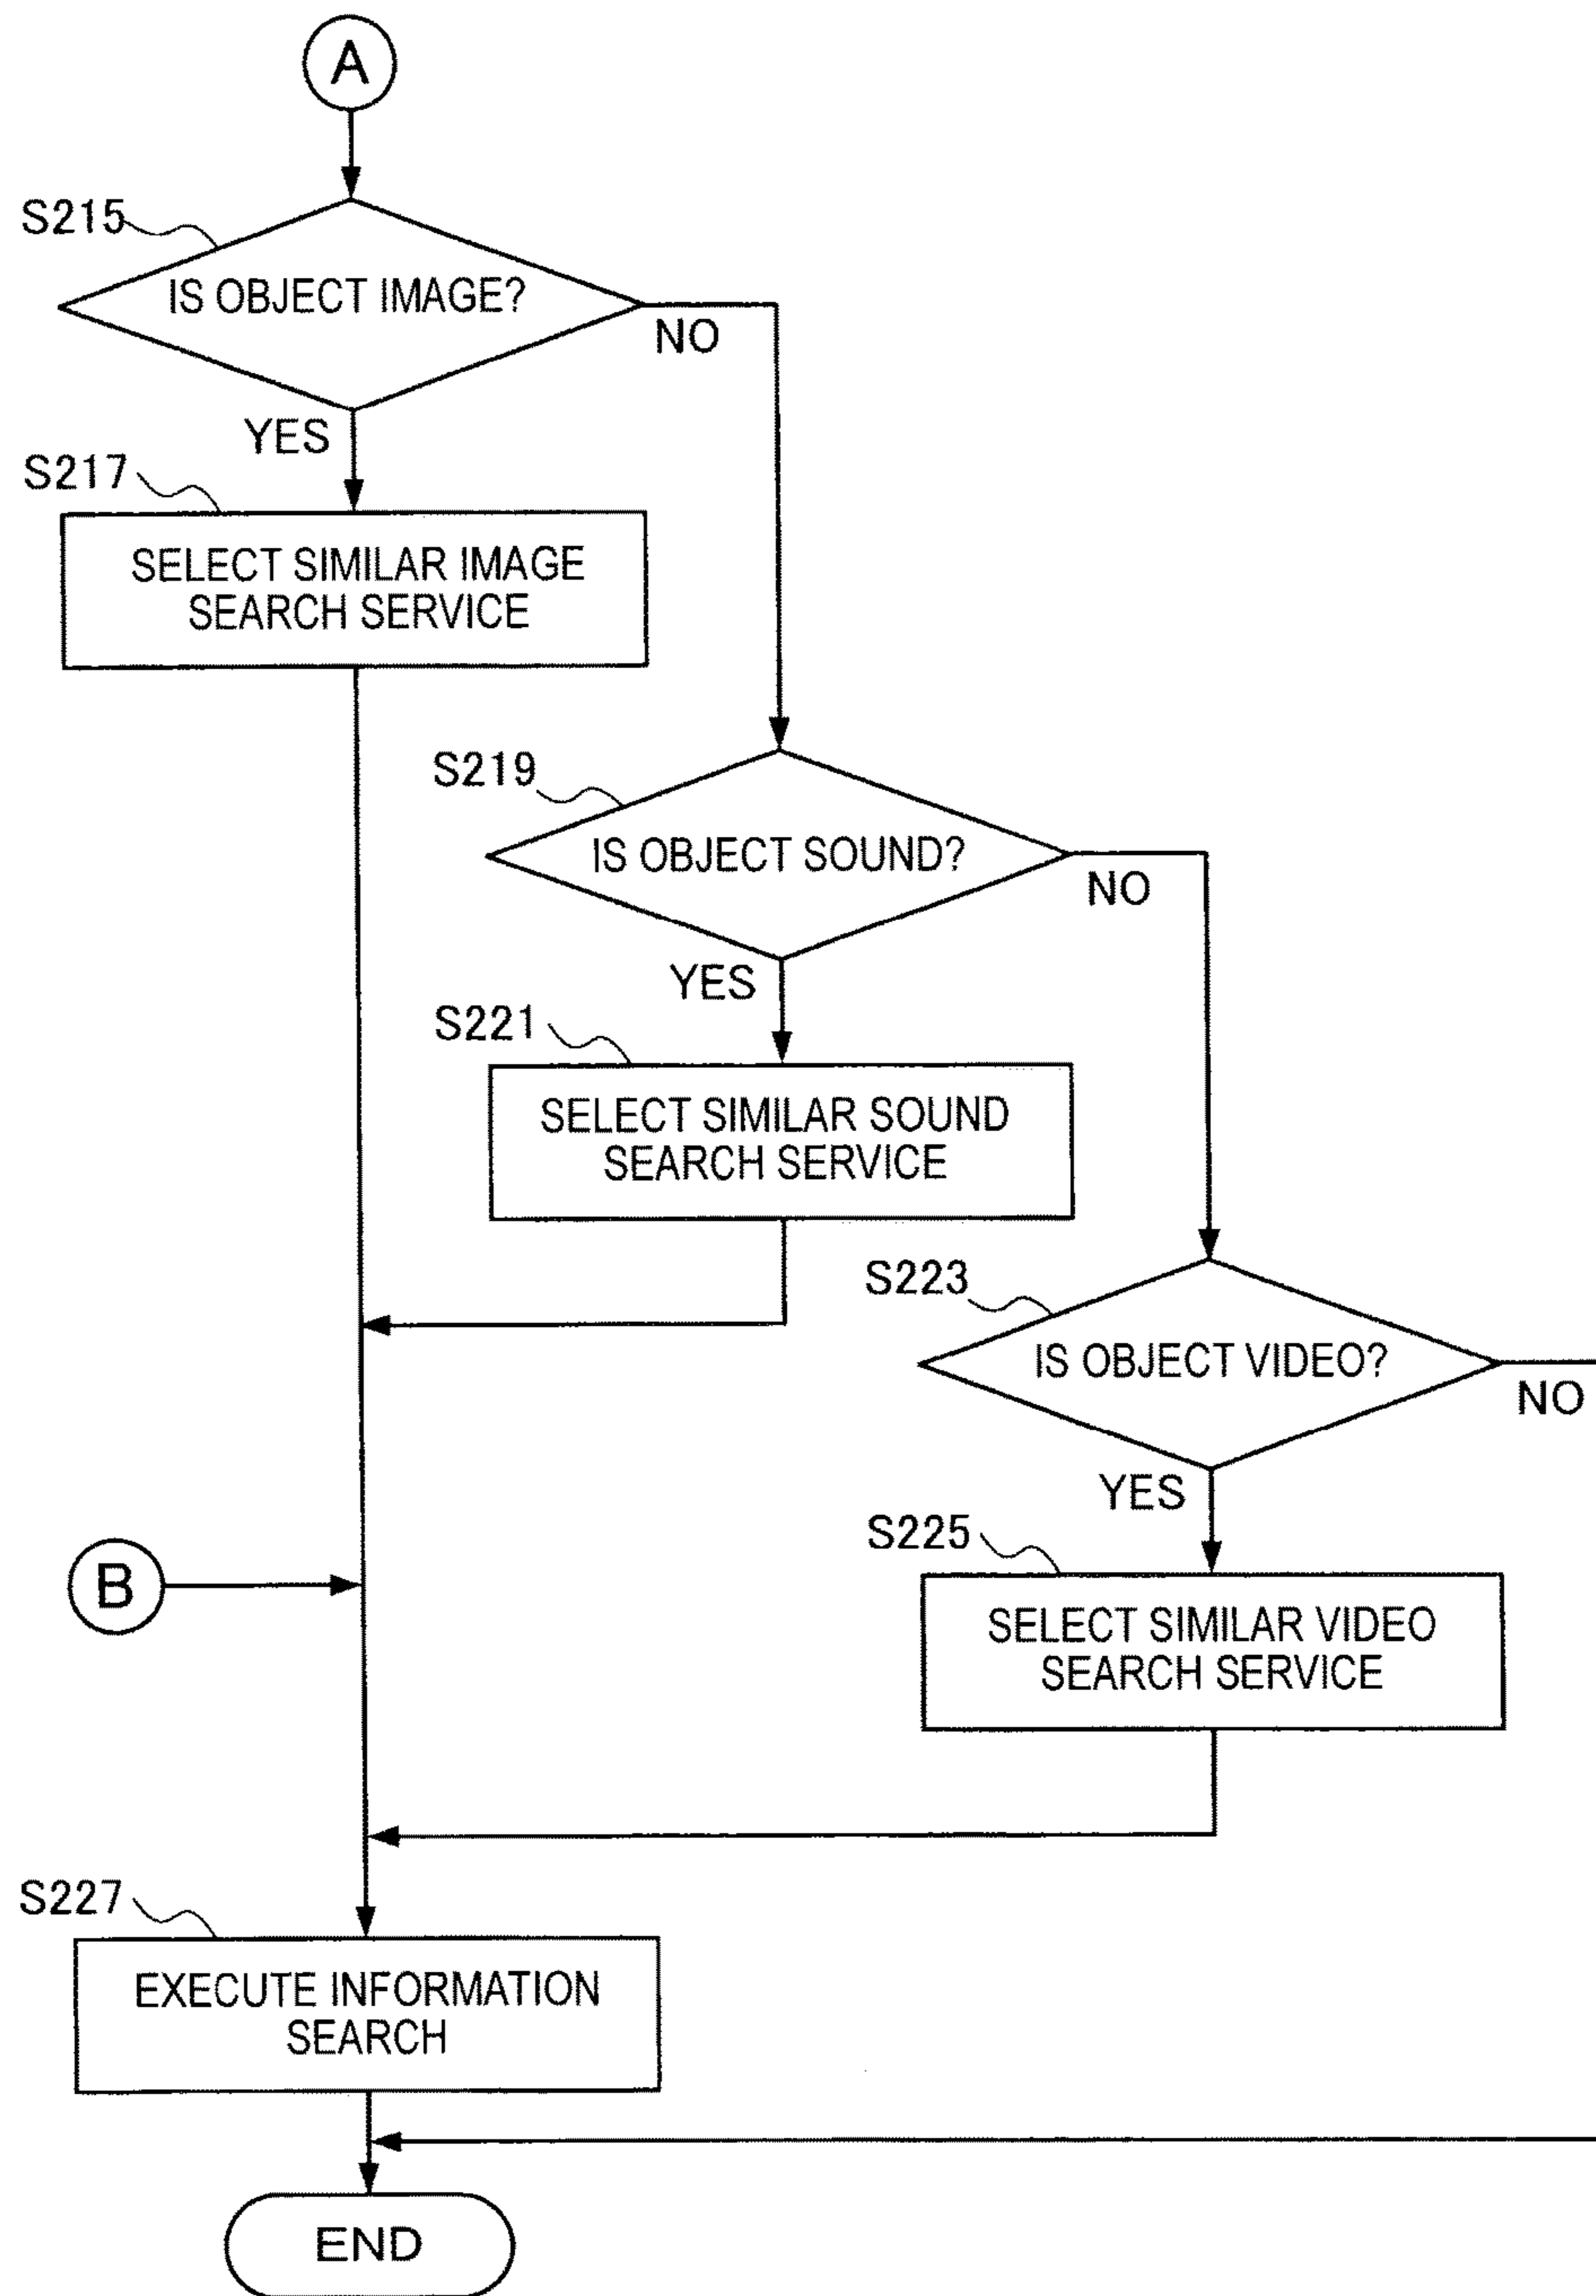 A
S215
IS OBJECT IMAGE?
NO
YES
S217
SELECT SIMILAR IMAGE
SEARCH SERVICE
S219
IS OBJECT SOUND?
NO
YES
S221
SELECT SIMILAR SOUND
SEARCH SERVICE
S223
IS OBJECT VIDEO?
NO
YES
S225
B
SELECT SIMILAR VIDEO
SEARCH SERVICE
S227
EXECUTE INFORMATION
SEARCH
END